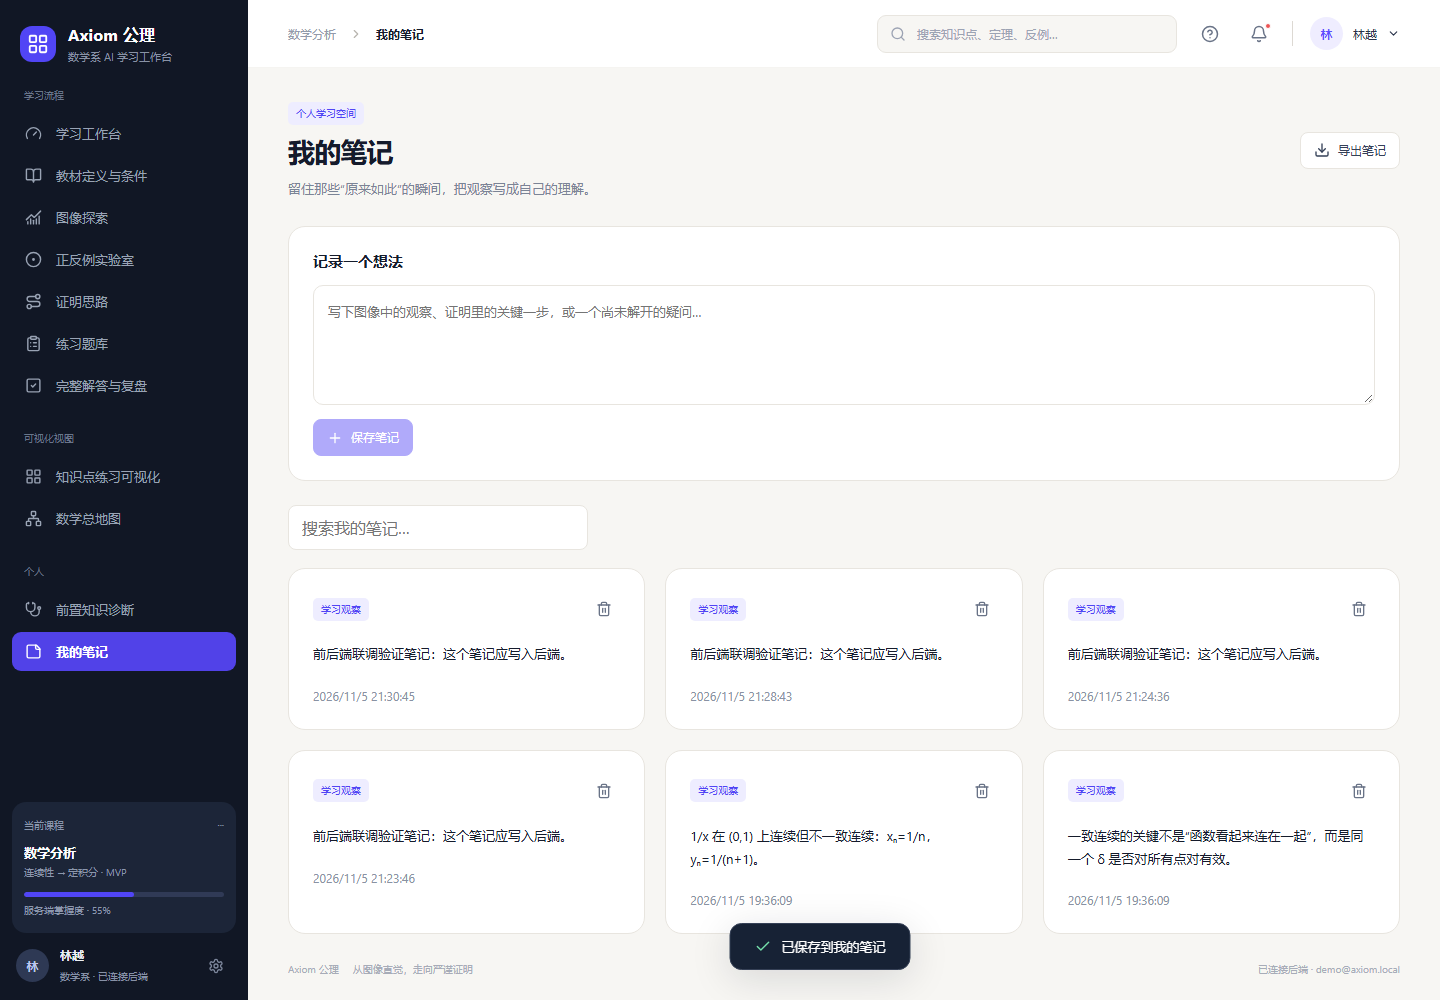 Axiom 公理
数学系 AI 学习工作台
学习流程
学习工作台
教材定义与条件
图像探索
正反例实验室
证明思路
练习题库
完整解答与复盘
可视化视图
知识点练习可视化
数学总地图
个人
前置知识诊断
我的笔记
当前课程
数学分析
连续性 → 定积分 · MVP
服务端掌握度 · 55%
林
林越
数学系 · 已连接后端
数学分析
我的笔记
搜索知识点、定理、反例...
林
林越
个人学习空间
我的笔记
留住那些“原来如此”的瞬间，把观察写成自己的理解。
导出笔记
记录一个想法
写下图像中的观察、证明里的关键一步，或一个尚未解开的疑问...
保存笔记
搜索我的笔记...
学习观察
前后端联调验证笔记：这个笔记应写入后端。
2026/11/5 21:30:45
学习观察
前后端联调验证笔记：这个笔记应写入后端。
2026/11/5 21:28:43
学习观察
前后端联调验证笔记：这个笔记应写入后端。
2026/11/5 21:24:36
学习观察
前后端联调验证笔记：这个笔记应写入后端。
2026/11/5 21:23:46
学习观察
1/x 在 (0,1) 上连续但不一致连续：xₙ=1/n，
yₙ=1/(n+1)。
2026/11/5 19:36:09
学习观察
一致连续的关键不是“函数看起来连在一起”，而是同
一个 δ 是否对所有点对有效。
2026/11/5 19:36:09
已保存到我的笔记
Axiom 公理
从图像直觉，走向严谨证明
已连接后端 · demo@axiom.local